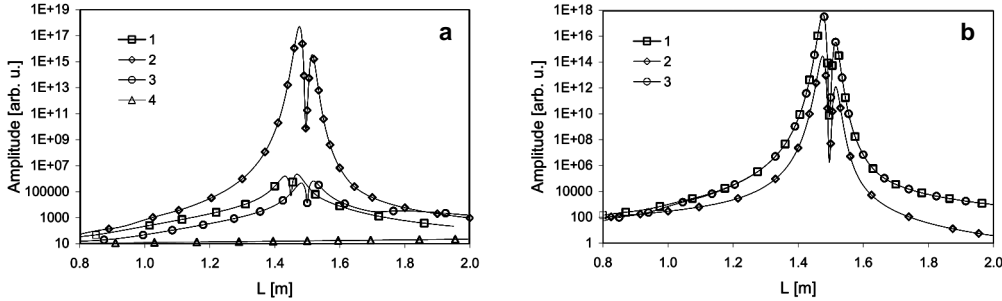 a
Amplitude [arb. u.]
1E+19
1E+17
1E+15
1E+13
1E+11
1E+09
1E+07
100000
1000
10
1
2
3
4
0.8 1.0 1.2 1.4 1.6 1.8 2.0
L [m]
b
Amplitude [arb. u.]
1E+18
1E+16
1E+14
1E+12
1E+10
1E+08
1E+06
10000
100
1
1
2
3
0.8 1.0 1.2 1.4 1.6 1.8 2.0
L [m]